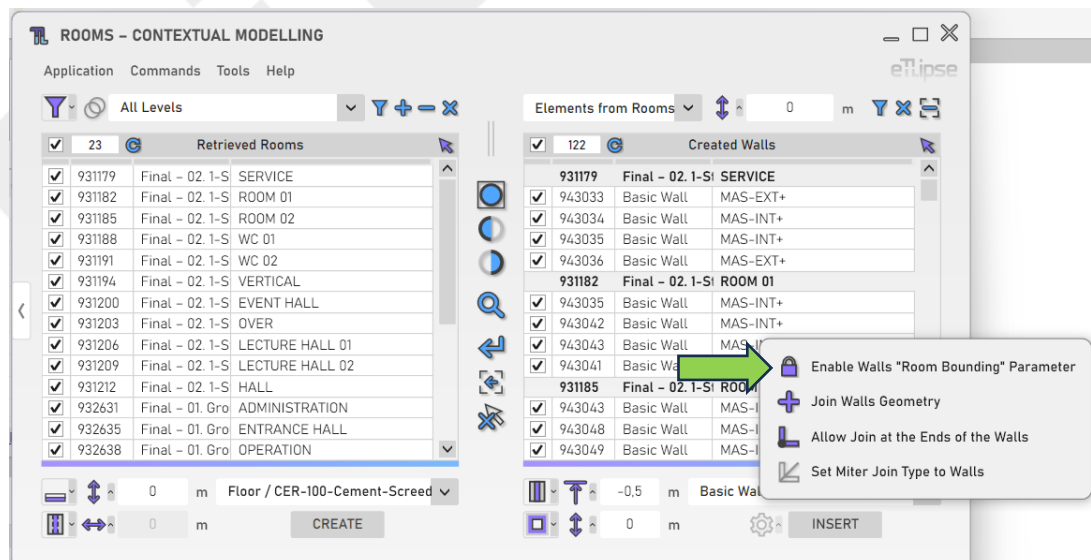 ROOMS – CONTEXTUAL MODELLING
Application Commands Tools Help
eTLipse
All Levels
Elements from Rooms 0 m
23 Retrieved Rooms
122 Created Walls
931179 Final – 02. 1-S SERVICE
931182 Final – 02. 1-S ROOM 01
931185 Final – 02. 1-S ROOM 02
931188 Final – 02. 1-S WC 01
931191 Final – 02. 1-S WC 02
931194 Final – 02. 1-S VERTICAL
931200 Final – 02. 1-S EVENT HALL
931203 Final – 02. 1-S OVER
931206 Final – 02. 1-S LECTURE HALL 01
931209 Final – 02. 1-S LECTURE HALL 02
931212 Final – 02. 1-S HALL
932631 Final – 01. Gro ADMINISTRATION
932635 Final – 01. Gro ENTRANCE HALL
932638 Final – 01. Gro OPERATION
931179 Final – 02. 1-St SERVICE
943033 Basic Wall MAS-EXT+
943034 Basic Wall MAS-INT+
943035 Basic Wall MAS-INT+
943036 Basic Wall MAS-EXT+
931182 Final – 02. 1-St ROOM 01
943035 Basic Wall MAS-INT+
943042 Basic Wall MAS-INT+
943043 Basic Wall MAS-I
943041 Basic Wa
931185 Final – 02. 1-St ROOM
943043 Basic Wall MAS-I
943048 Basic Wall MAS-I
943049 Basic Wall MAS-I
Enable Walls "Room Bounding" Parameter
Join Walls Geometry
Allow Join at the Ends of the Walls
Set Miter Join Type to Walls
0 m Floor / CER-100-Cement-Screed
0 m CREATE
-0,5 m Basic Wal
0 m INSERT